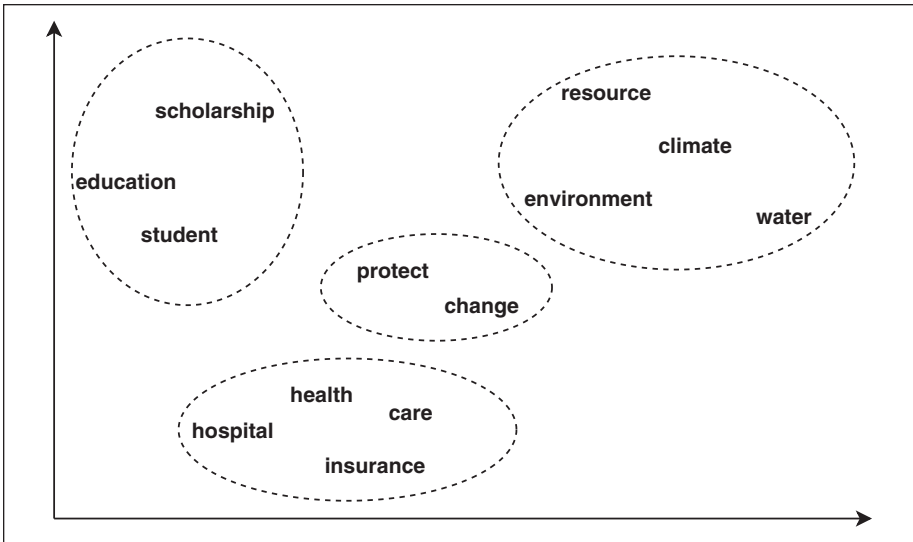 scholarship
education
student
resource
climate
environment
water
protect
change
health
care
hospital
insurance